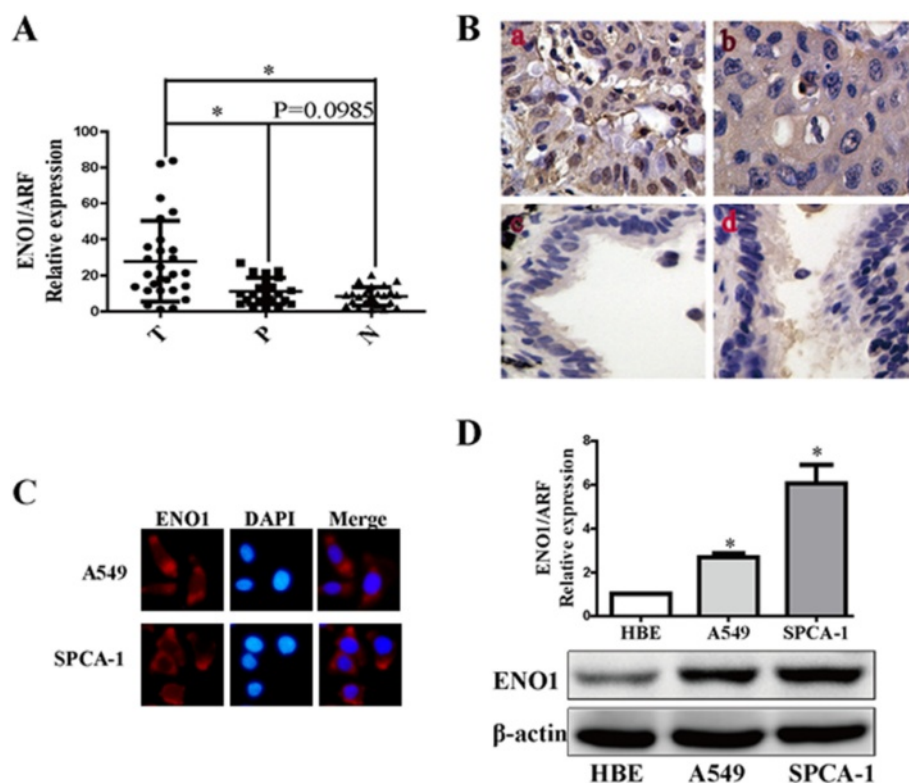 A
*
* P=0.0985
ENO1/ARF
Relative expression
100
80
60
40
20
0
T P N
B
a b
c d
C
ENO1 DAPI Merge
A549
SPCA-1
D
ENO1/ARF
Relative expression
8
6
4
2
0
*
*
HBE A549 SPCA-1
ENO1
β-actin
HBE A549 SPCA-1